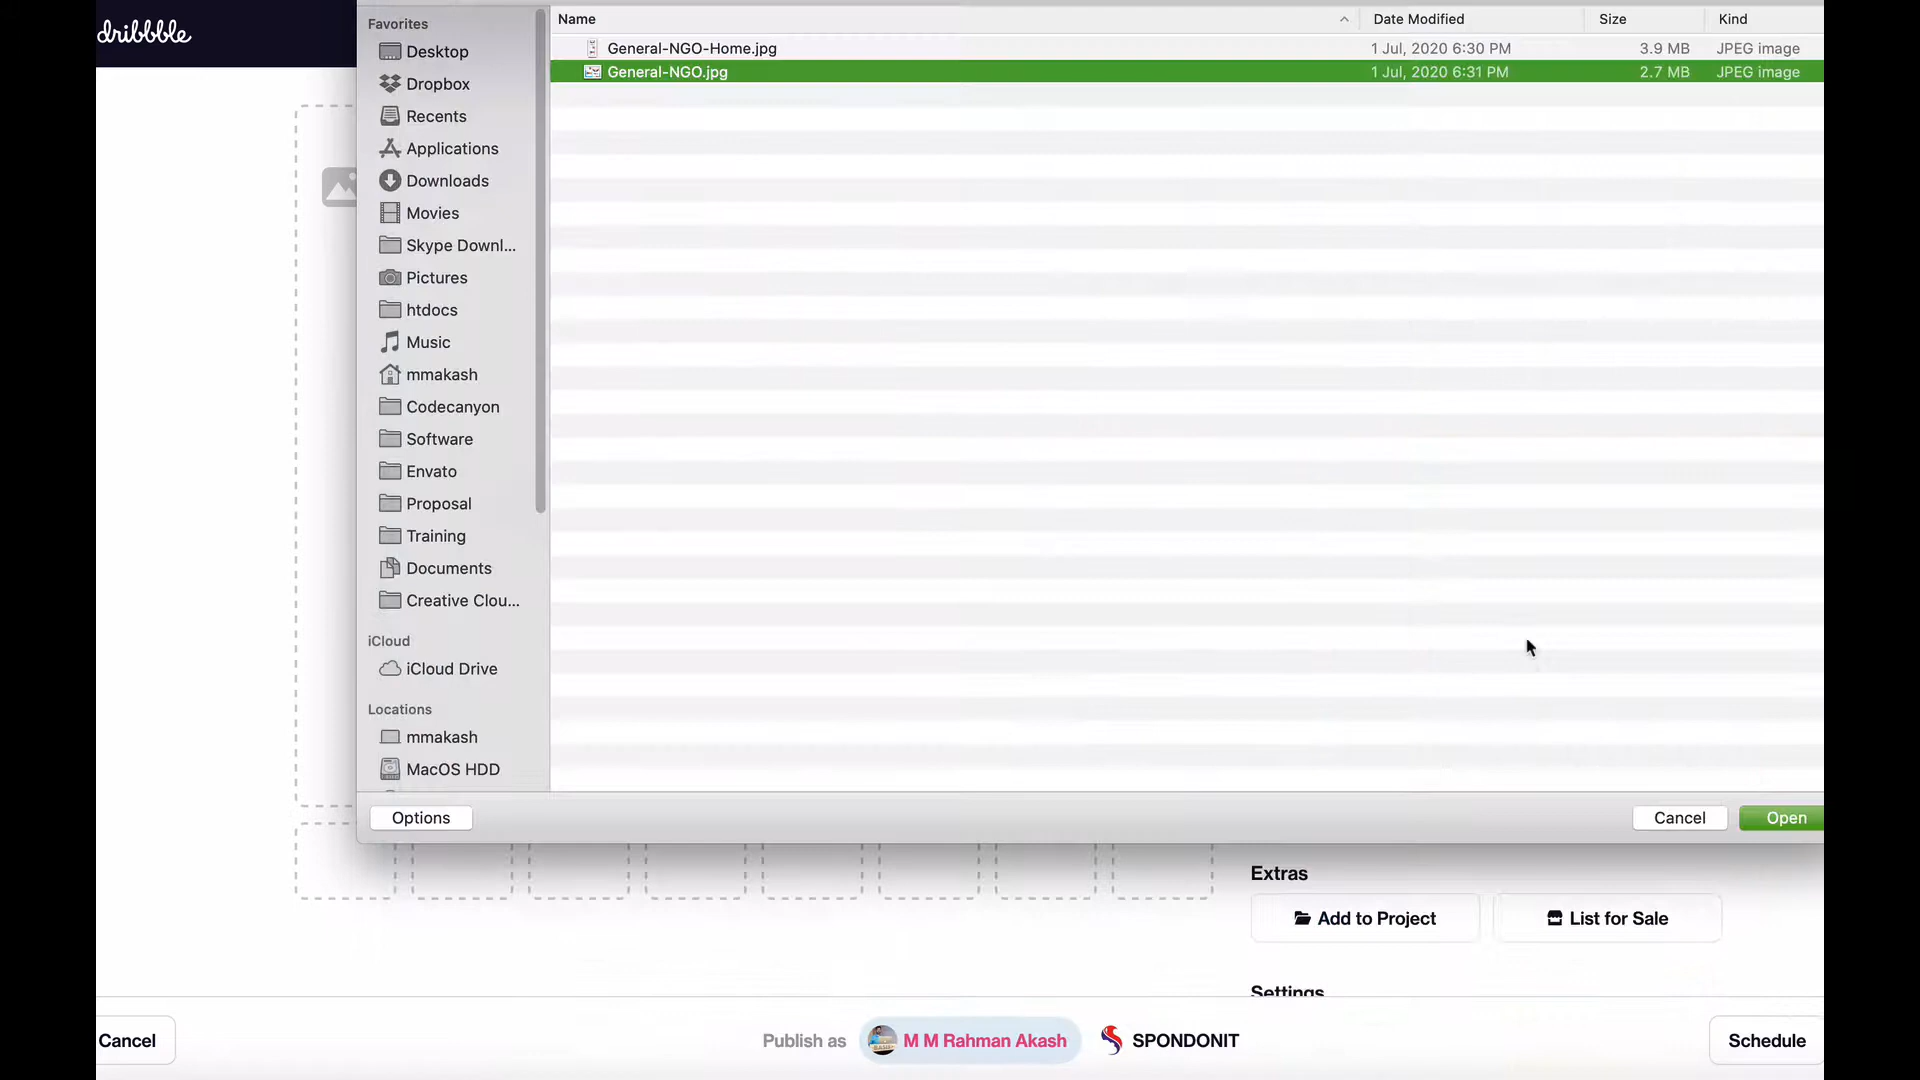 dribbble
Favorites
Desktop
Dropbox
Recents
Applications
Downloads
Movies
Skype Downl...
Pictures
htdocs
Music
mmakash
Codecanyon
Software
Envato
Proposal
Training
Documents
Creative Clou...
iCloud
iCloud Drive
Locations
mmakash
MacOS HDD
Name Date Modified Size Kind
General-NGO-Home.jpg 1 Jul, 2020 6:30 PM 3.9 MB JPEG image
General-NGO.jpg 1 Jul, 2020 6:31 PM 2.7 MB JPEG image
Options Cancel Open
Extras
Add to Project List for Sale
Settings
Cancel Publish as M M Rahman Akash SPONDONIT Schedule